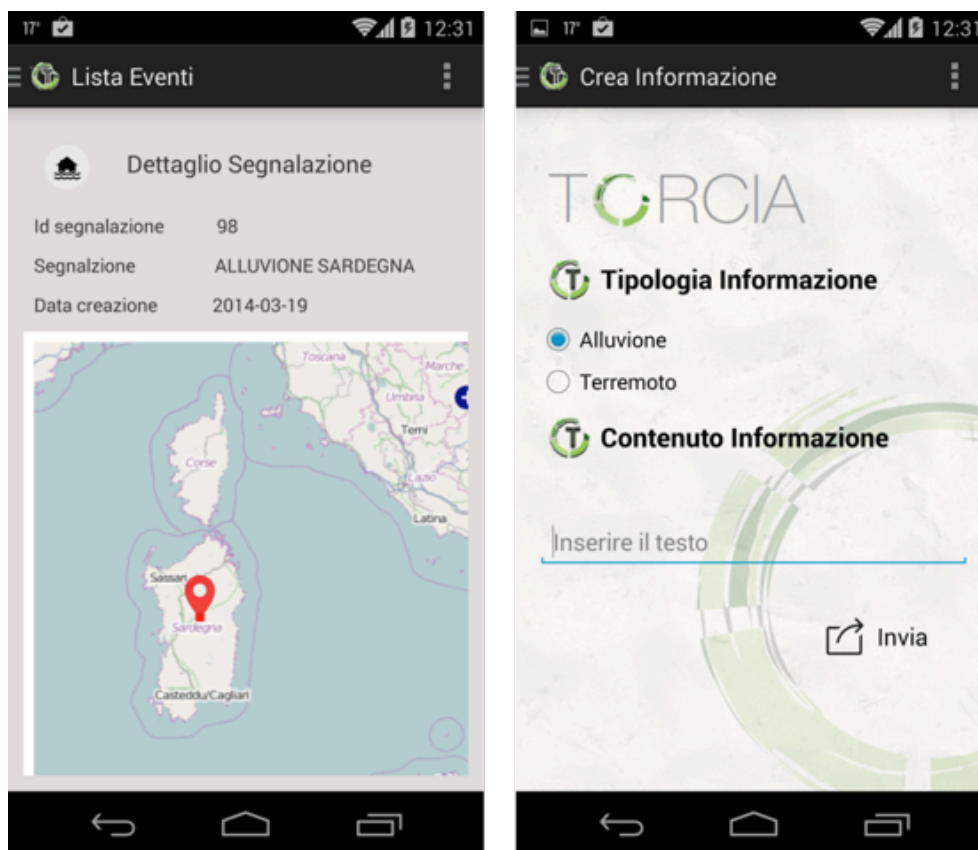 17° 12:31
Lista Eventi
Dettaglio Segnalazione
Id segnalazione 98
Segnalzione ALLUVIONE SARDEGNA
Data creazione 2014-03-19
Toscana
Marche
Umbria
Terni
Corse
Lazio
Latina
Sassari
Sardegna
Casteddu/Cagliari
17° 12:31
Crea Informazione
TORCIA
T Tipologia Informazione
Alluvione
Terremoto
T Contenuto Informazione
Inserire il testo
Invia